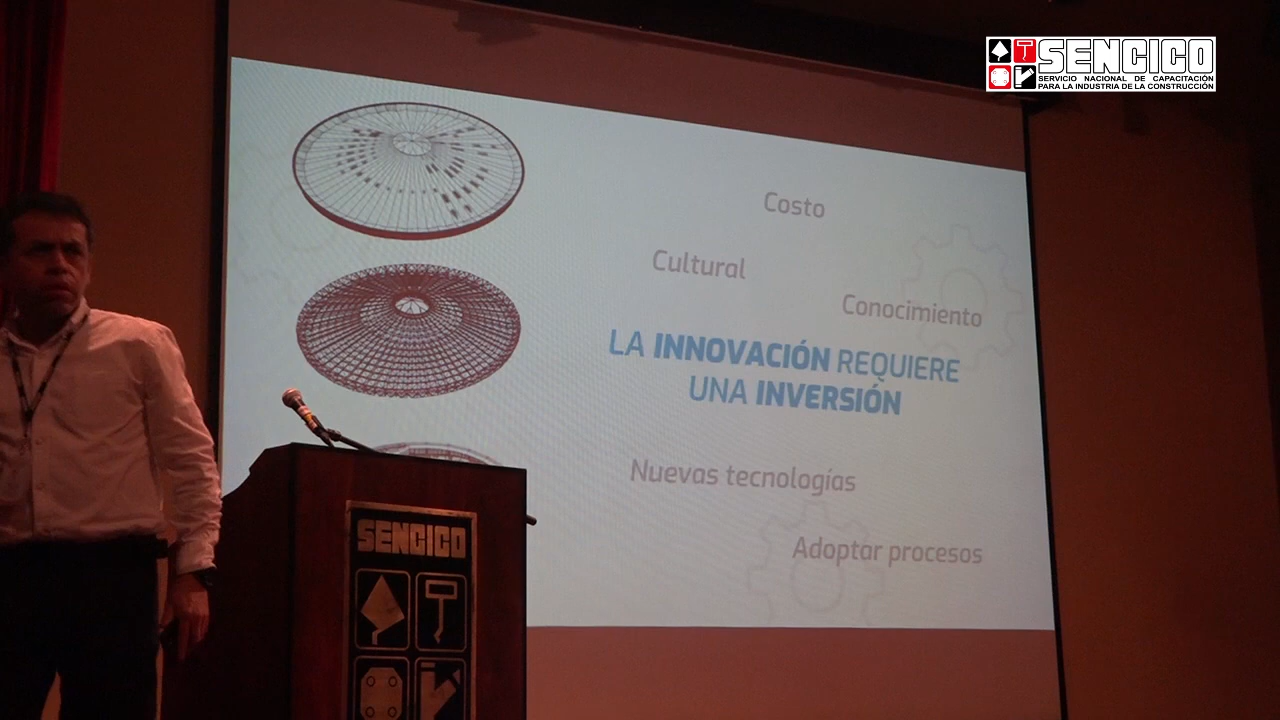 SENCICO
SERVICIO NACIONAL DE CAPACITACIÓN
PARA LA INDUSTRIA DE LA CONSTRUCCIÓN
Costo
Cultural
Conocimiento
LA INNOVACIÓN REQUIERE
UNA INVERSIÓN
Nuevas tecnologías
Adoptar procesos
SENCICO